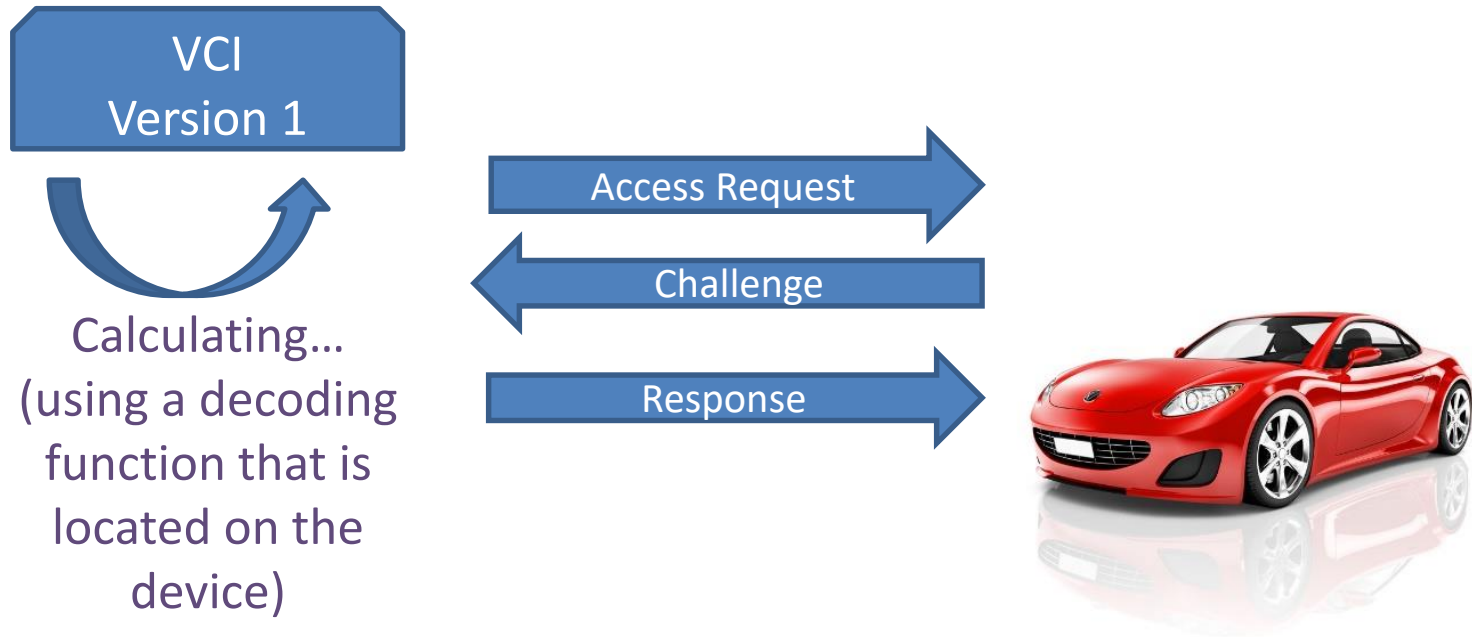 VCI
Version 1
Access Request
Challenge
Response
Calculating...
(using a decoding
function that is
located on the
device)